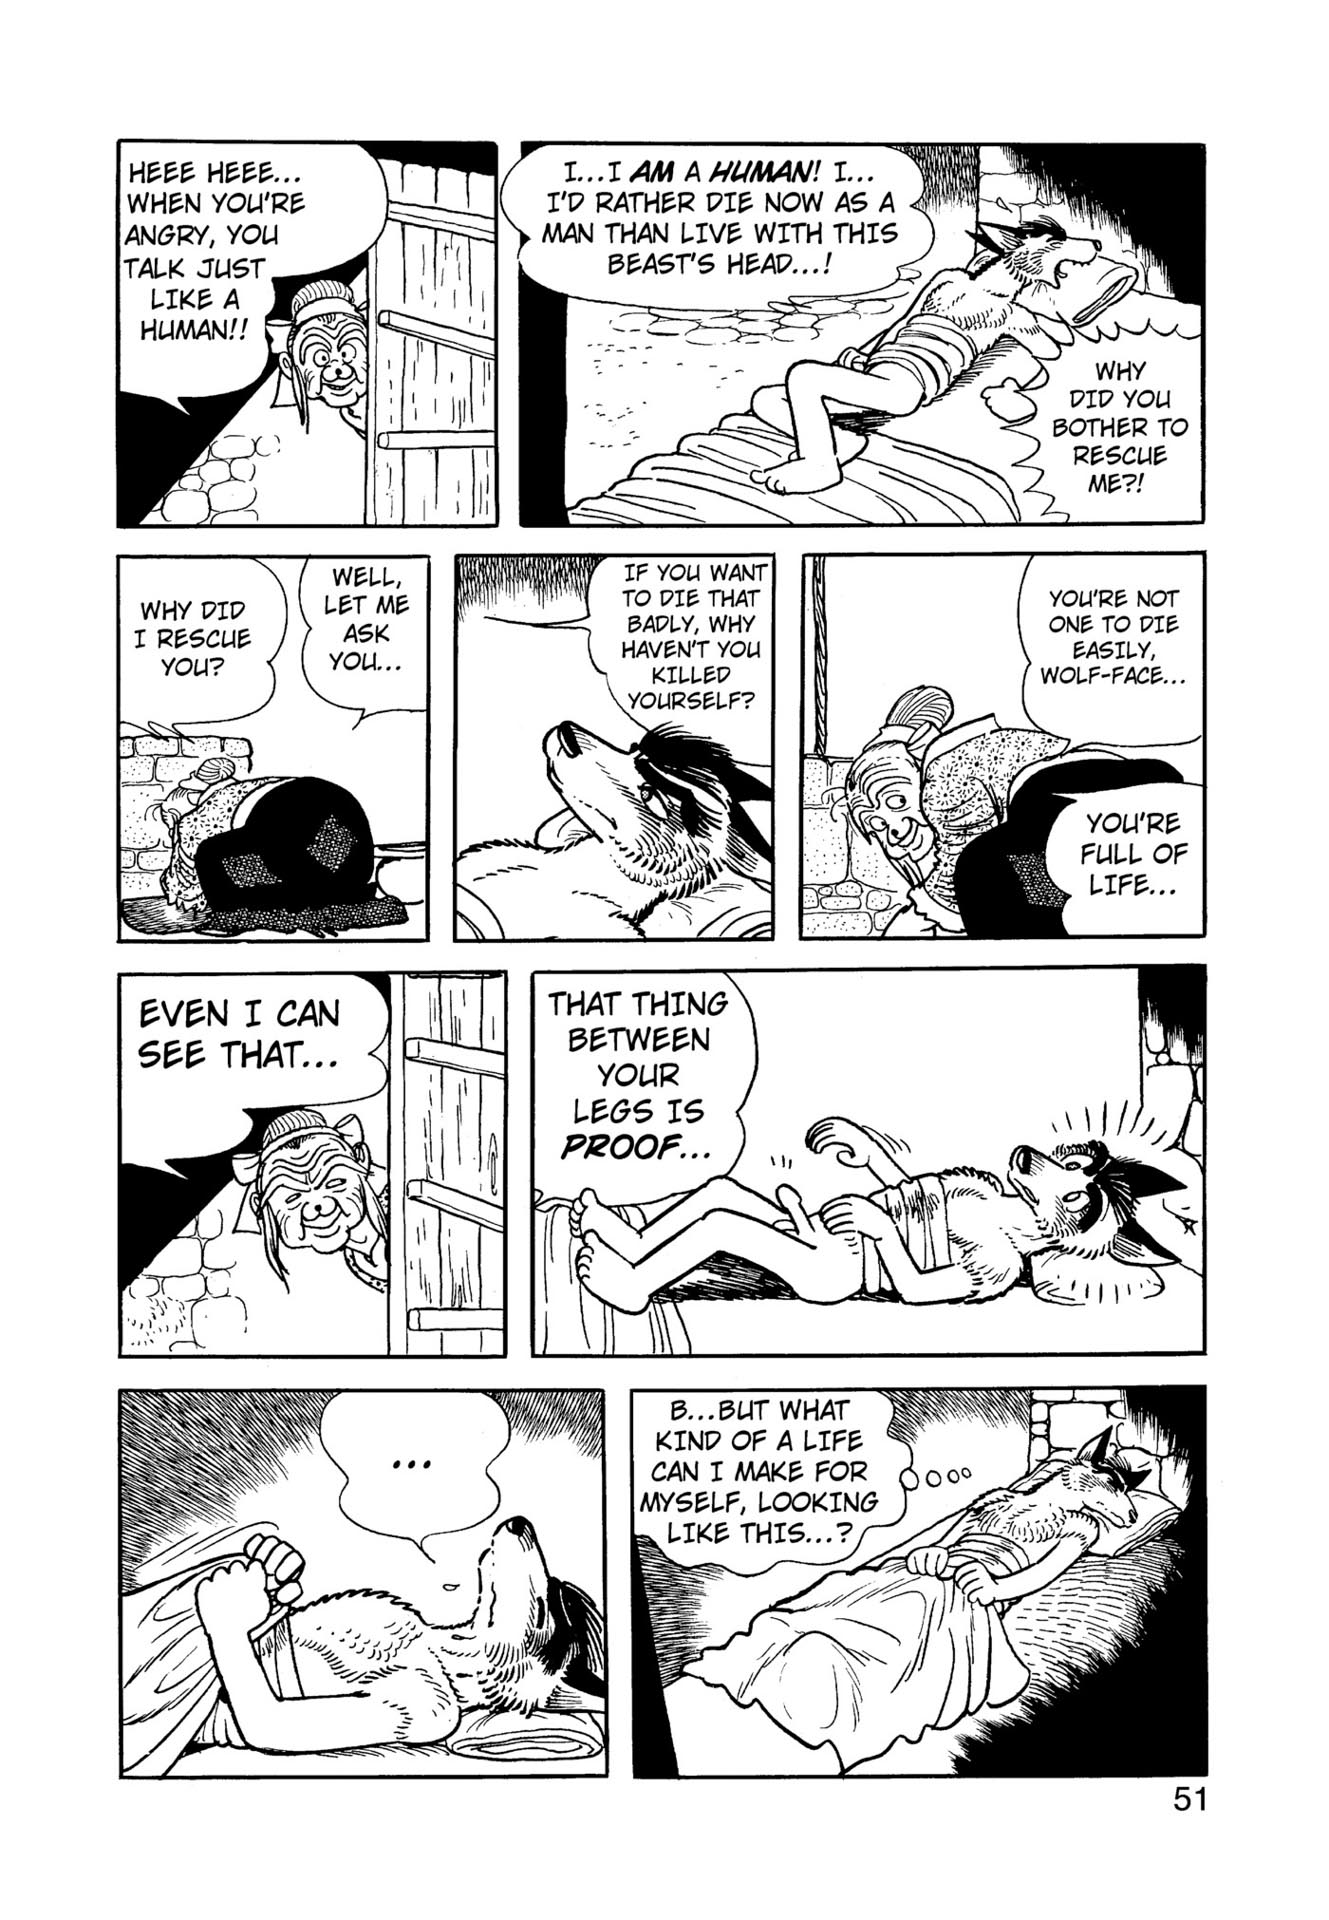 HEEE HEEE...
WHEN YOU'RE
ANGRY, YOU
TALK JUST
LIKE A
HUMAN!!
I...I AM A HUMAN! I...
I'D RATHER DIE NOW AS A
MAN THAN LIVE WITH THIS
BEAST'S HEAD...!
WHY
DID YOU
BOTHER TO
RESCUE
ME?!
WHY DID
I RESCUE
YOU?
WELL,
LET ME
ASK
YOU...
IF YOU WANT
TO DIE THAT
BADLY, WHY
HAVEN'T YOU
KILLED
YOURSELF?
YOU'RE NOT
ONE TO DIE
EASILY,
WOLF-FACE...
YOU'RE
FULL OF
LIFE...
EVEN I CAN
SEE THAT...
THAT THING
BETWEEN
YOUR
LEGS IS
PROOF...
...
B...BUT WHAT
KIND OF A LIFE
CAN I MAKE FOR
MYSELF, LOOKING
LIKE THIS...?
51